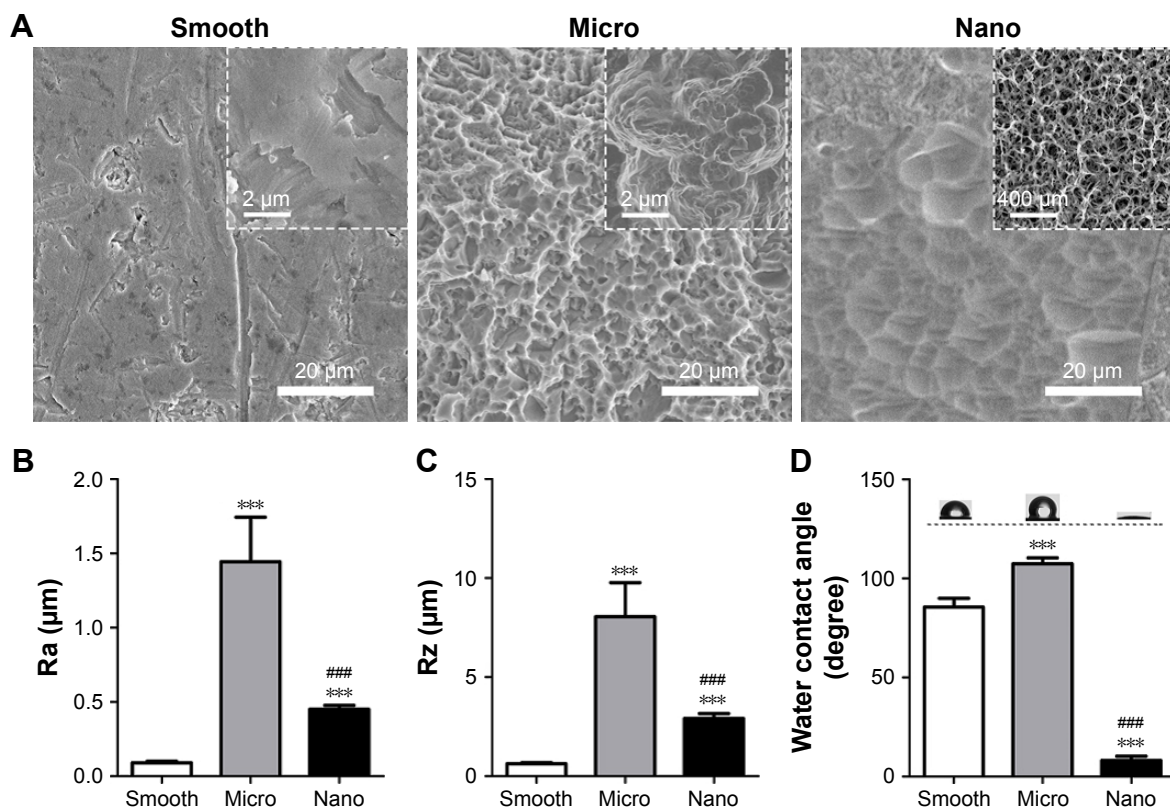 A
Smooth
Micro
Nano
2 µm
20 µm
2 µm
20 µm
400 µm
20 µm
B
Ra (µm)
2.0
1.5
1.0
0.5
0.0
***
###
***
Smooth
Micro
Nano
C
Rz (µm)
15
10
5
0
***
###
***
Smooth
Micro
Nano
D
Water contact angle
(degree)
150
100
50
0
***
###
***
Smooth
Micro
Nano